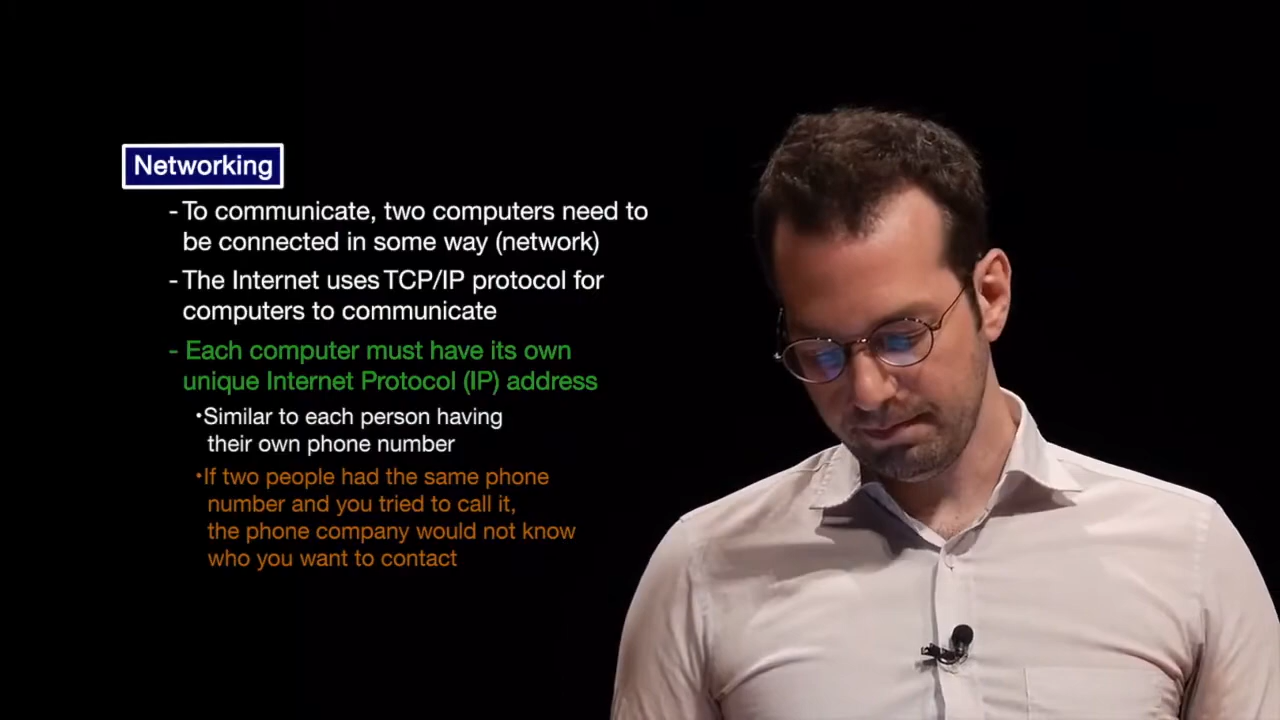 Networking
- To communicate, two computers need to
be connected in some way (network)
- The Internet uses TCP/IP protocol for
computers to communicate
- Each computer must have its own
unique Internet Protocol (IP) address
•Similar to each person having
their own phone number
•If two people had the same phone
number and you tried to call it,
the phone company would not know
who you want to contact